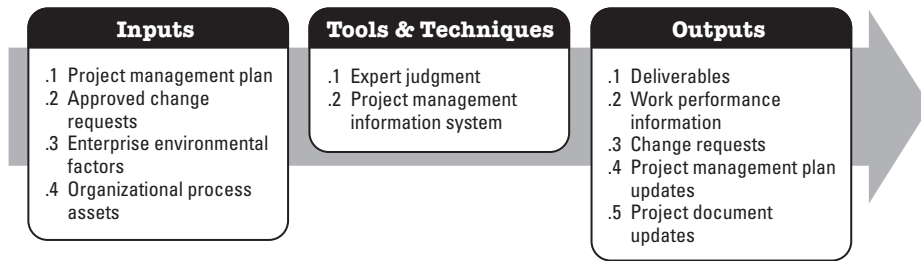 Inputs
.1 Project management plan
.2 Approved change
requests
.3 Enterprise environmental
factors
.4 Organizational process
assets
Tools & Techniques
.1 Expert judgment
.2 Project management
information system
Outputs
.1 Deliverables
.2 Work performance
information
.3 Change requests
.4 Project management plan
updates
.5 Project document
updates